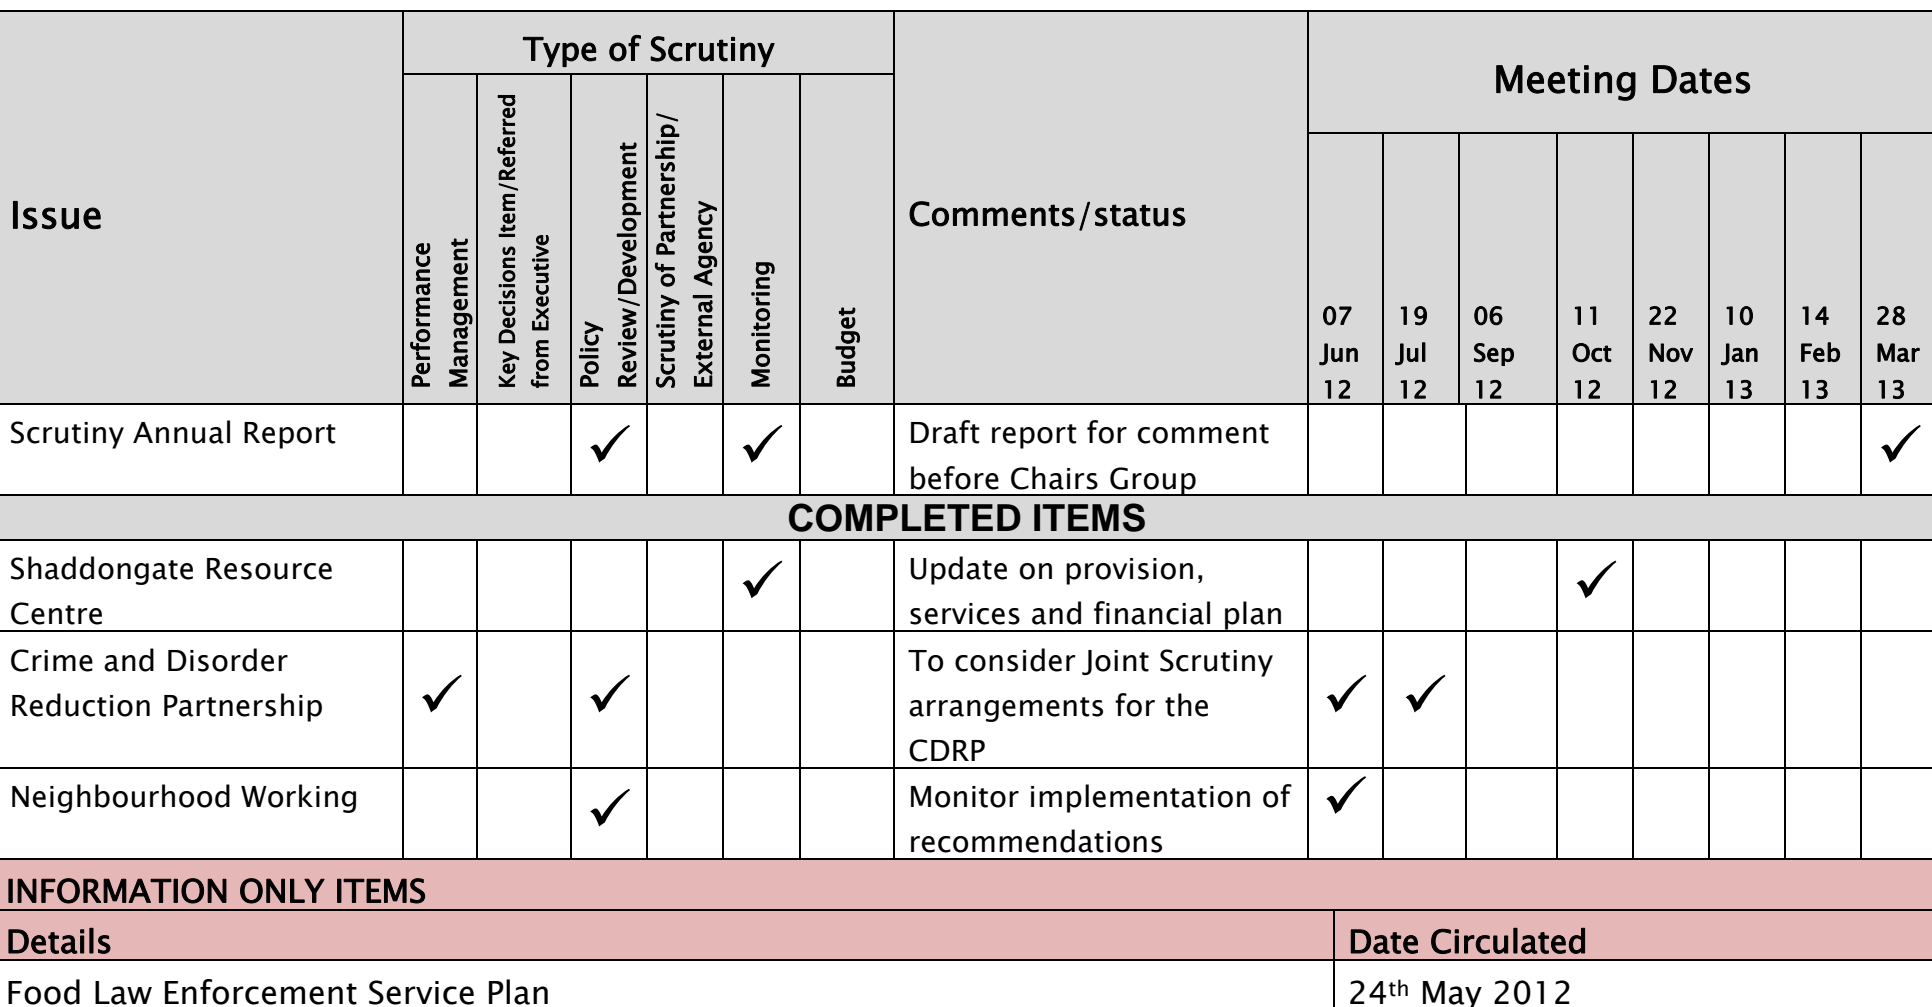 Type of Scrutiny
Meeting Dates
Issue
Performance
Management
Key Decisions Item/Referred
from Executive
Policy
Review/Development
Scrutiny of Partnership/
External Agency
Monitoring
Budget
Comments/status
07
Jun
12
19
Jul
12
06
Sep
12
11
Oct
12
22
Nov
12
10
Jan
13
14
Feb
13
28
Mar
13
Scrutiny Annual Report
✓ ✓
Draft report for comment
before Chairs Group
✓
COMPLETED ITEMS
Shaddongate Resource
Centre
✓
Update on provision,
services and financial plan
✓
Crime and Disorder
Reduction Partnership
✓ ✓
To consider Joint Scrutiny
arrangements for the
CDRP
✓ ✓
Neighbourhood Working
✓
Monitor implementation of
recommendations
✓
INFORMATION ONLY ITEMS
Details
Date Circulated
Food Law Enforcement Service Plan
24th May 2012